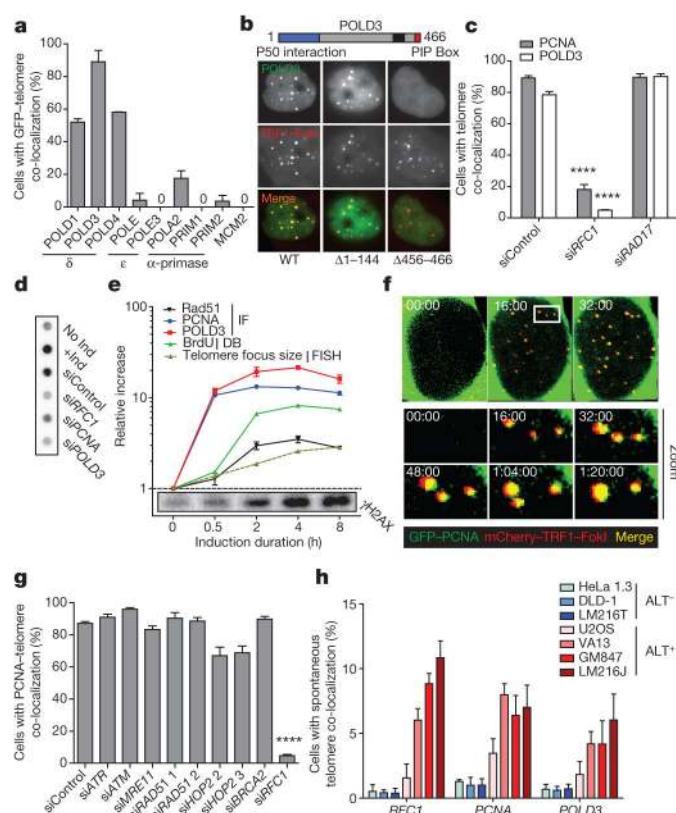 a
Cells with GFP-telomere
co-localization (%)
100
80
60
40
20
0
0 0 0
POLD1
POLD3
POLD4
POLE
POLE3
POLA2
PRIM1
PRIM2
MCM2
δ ε α-primase
b
POLD3
1 466
P50 interaction PIP Box
POLD3
TRF1–FokI
Merge
WT Δ1–144 Δ456–466
c
PCNA
POLD3
Cells with telomere
co-localization (%)
100
80
60
40
20
0
****
****
siControl
siRFC1
siRAD17
d
No Ind
+Ind
siControl
siRFC1
siPCNA
siPOLD3
e
Rad51
PCNA
POLD3
IF
BrdU | DB
Telomere focus size | FISH
Relative increase
10
1
γH2AX
0 0.5 2 4 8
Induction duration (h)
f
00:00 16:00 32:00
00:00 16:00 32:00
48:00 1:04:00 1:20:00
Zoom
GFP–PCNA mCherry–TRF1–FokI Merge
g
Cells with PCNA-telomere
co-localization (%)
100
80
60
40
20
0
****
siControl
siATR
siATM
siMRE11
siRAD51 1
siRAD51 2
siHOP2 2
siHOP2 3
siBRCA2
siRFC1
h
Cells with spontaneous
telomere co-localization (%)
15
10
5
0
HeLa 1.3
DLD-1
LM216T
ALT⁻
U2OS
VA13
GM847
LM216J
ALT⁺
RFC1 PCNA POLD3